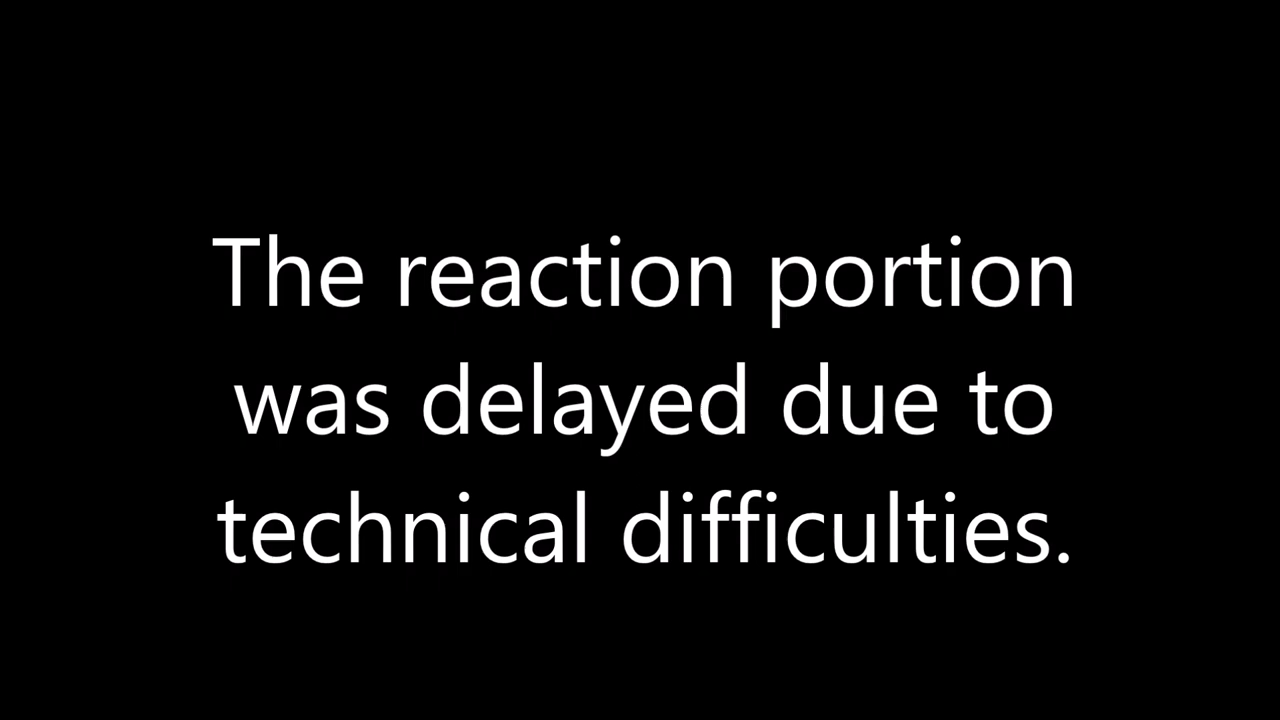 The reaction portion
was delayed due to
technical difficulties.